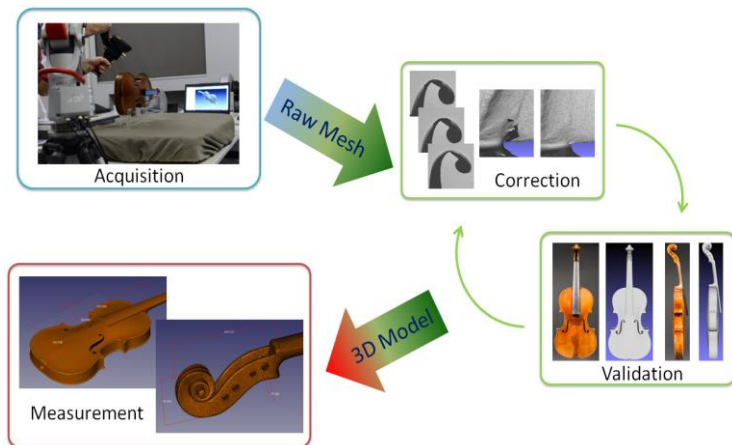 Acquisition
Raw Mesh
Correction
Validation
3D Model
Measurement